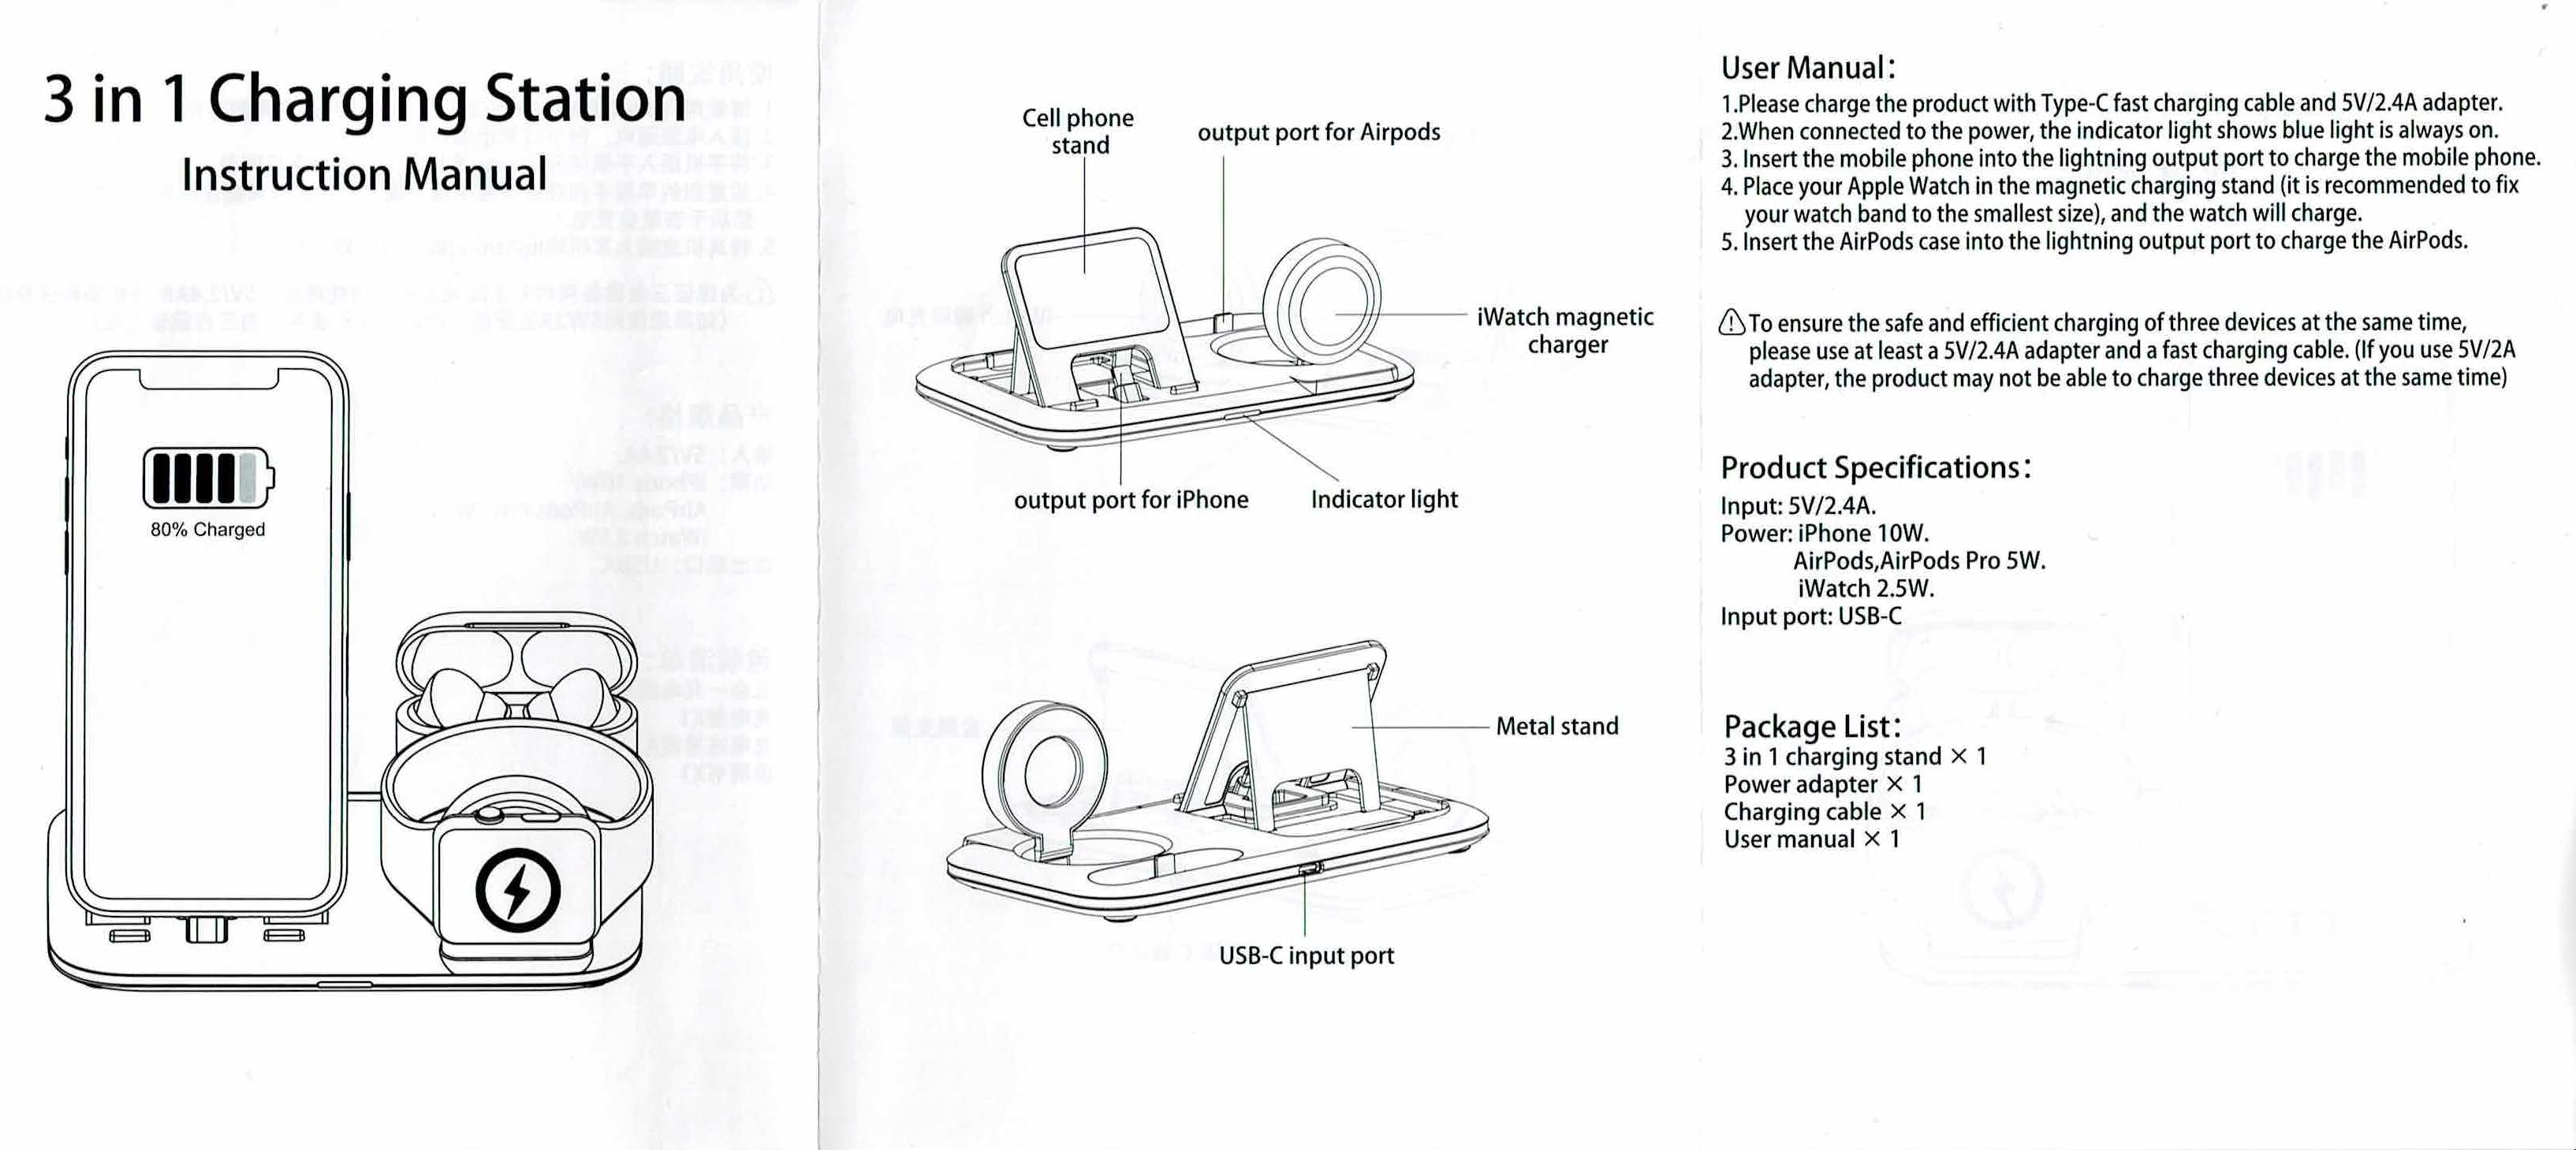 3 in 1 Charging Station
Instruction Manual
80% Charged
Cell phone
stand
output port for Airpods
iWatch magnetic
charger
output port for iPhone
Indicator light
Metal stand
USB-C input port
User Manual:
1.Please charge the product with Type-C fast charging cable and 5V/2.4A adapter.
2.When connected to the power, the indicator light shows blue light is always on.
3. Insert the mobile phone into the lightning output port to charge the mobile phone.
4. Place your Apple Watch in the magnetic charging stand (it is recommended to fix
your watch band to the smallest size), and the watch will charge.
5. Insert the AirPods case into the lightning output port to charge the AirPods.
⚠To ensure the safe and efficient charging of three devices at the same time,
please use at least a 5V/2.4A adapter and a fast charging cable. (If you use 5V/2A
adapter, the product may not be able to charge three devices at the same time)
Product Specifications:
Input: 5V/2.4A.
Power: iPhone 10W.
AirPods,AirPods Pro 5W.
iWatch 2.5W.
Input port: USB-C
Package List:
3 in 1 charging stand × 1
Power adapter × 1
Charging cable × 1
User manual × 1